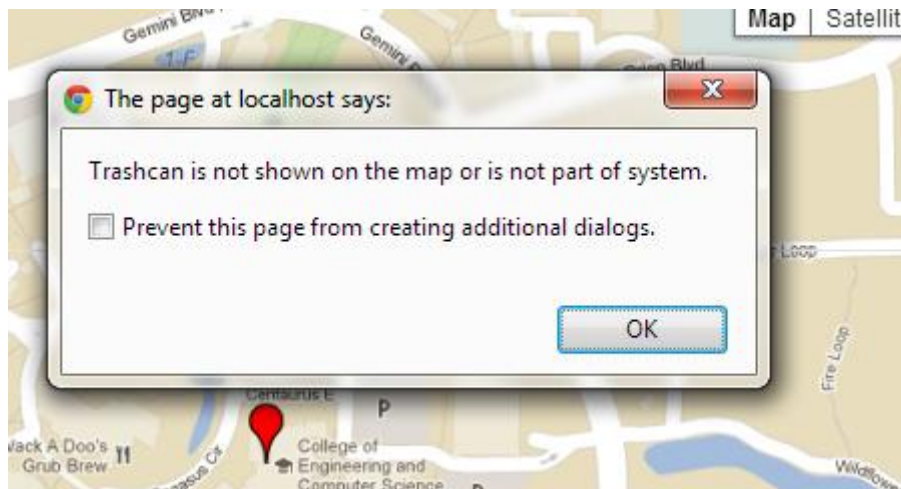 Gemini Blvd
Map Satellit
Gemini
Orion Blvd
The page at localhost says:
Trashcan is not shown on the map or is not part of system.
Prevent this page from creating additional dialogs.
Loop
OK
Fire Loop
Centaurus
P
Wack A Doo's
Grub Brew
College of
Engineering and
Computer Science